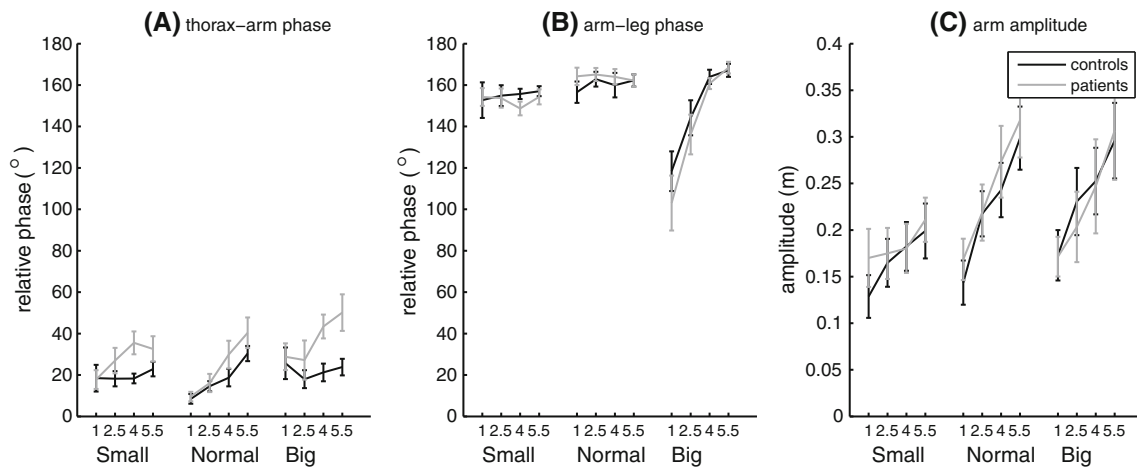 (A) thorax−arm phase
180
160
140
120
100
80
60
40
20
0
relative phase (°)
1 2.5 4 5.5 1 2.5 4 5.5 1 2.5 4 5.5
Small Normal Big
(B) arm−leg phase
180
160
140
120
100
80
60
40
20
0
relative phase (°)
1 2.5 4 5.5 1 2.5 4 5.5 1 2.5 4 5.5
Small Normal Big
(C) arm amplitude
0.4
0.35
0.3
0.25
0.2
0.15
0.1
0.05
0
amplitude (m)
controls
patients
1 2.5 4 5.5 1 2.5 4 5.5 1 2.5 4 5.5
Small Normal Big